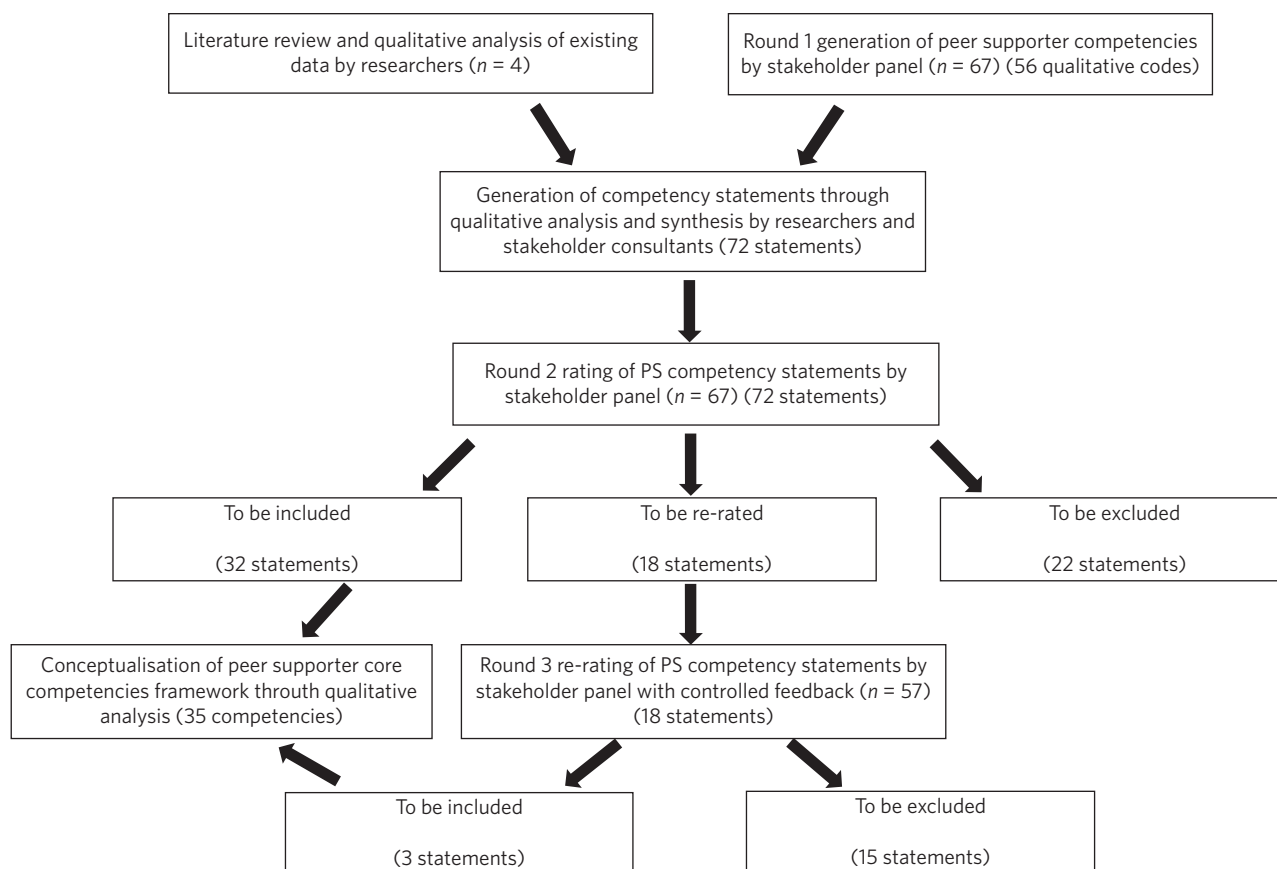 Literature review and qualitative analysis of existing
data by researchers (n = 4)
Round 1 generation of peer supporter competencies
by stakeholder panel (n = 67) (56 qualitative codes)
Generation of competency statements through
qualitative analysis and synthesis by researchers and
stakeholder consultants (72 statements)
Round 2 rating of PS competency statements by
stakeholder panel (n = 67) (72 statements)
To be included
(32 statements)
To be re-rated
(18 statements)
To be excluded
(22 statements)
Conceptualisation of peer supporter core
competencies framework throuth qualitative
analysis (35 competencies)
Round 3 re-rating of PS competency statements by
stakeholder panel with controlled feedback (n = 57)
(18 statements)
To be included
(3 statements)
To be excluded
(15 statements)